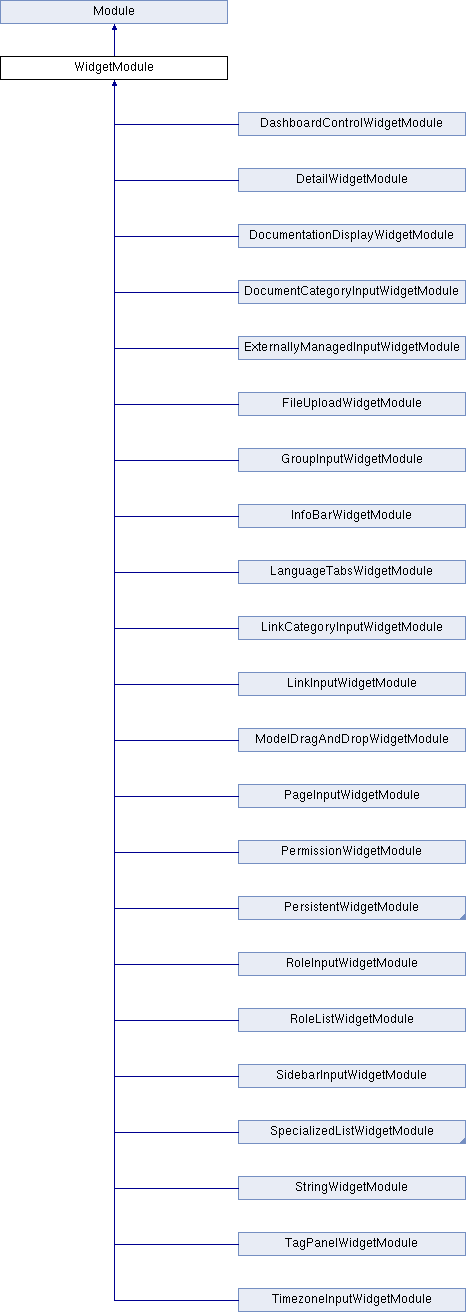 Module
WidgetModule
DashboardControlWidgetModule
DetailWidgetModule
DocumentationDisplayWidgetModule
DocumentCategoryInputWidgetModule
ExternallyManagedInputWidgetModule
FileUploadWidgetModule
GroupInputWidgetModule
InfoBarWidgetModule
LanguageTabsWidgetModule
LinkCategoryInputWidgetModule
LinkInputWidgetModule
ModelDragAndDropWidgetModule
PageInputWidgetModule
PermissionWidgetModule
PersistentWidgetModule
RoleInputWidgetModule
RoleListWidgetModule
SidebarInputWidgetModule
SpecializedListWidgetModule
StringWidgetModule
TagPanelWidgetModule
TimezoneInputWidgetModule